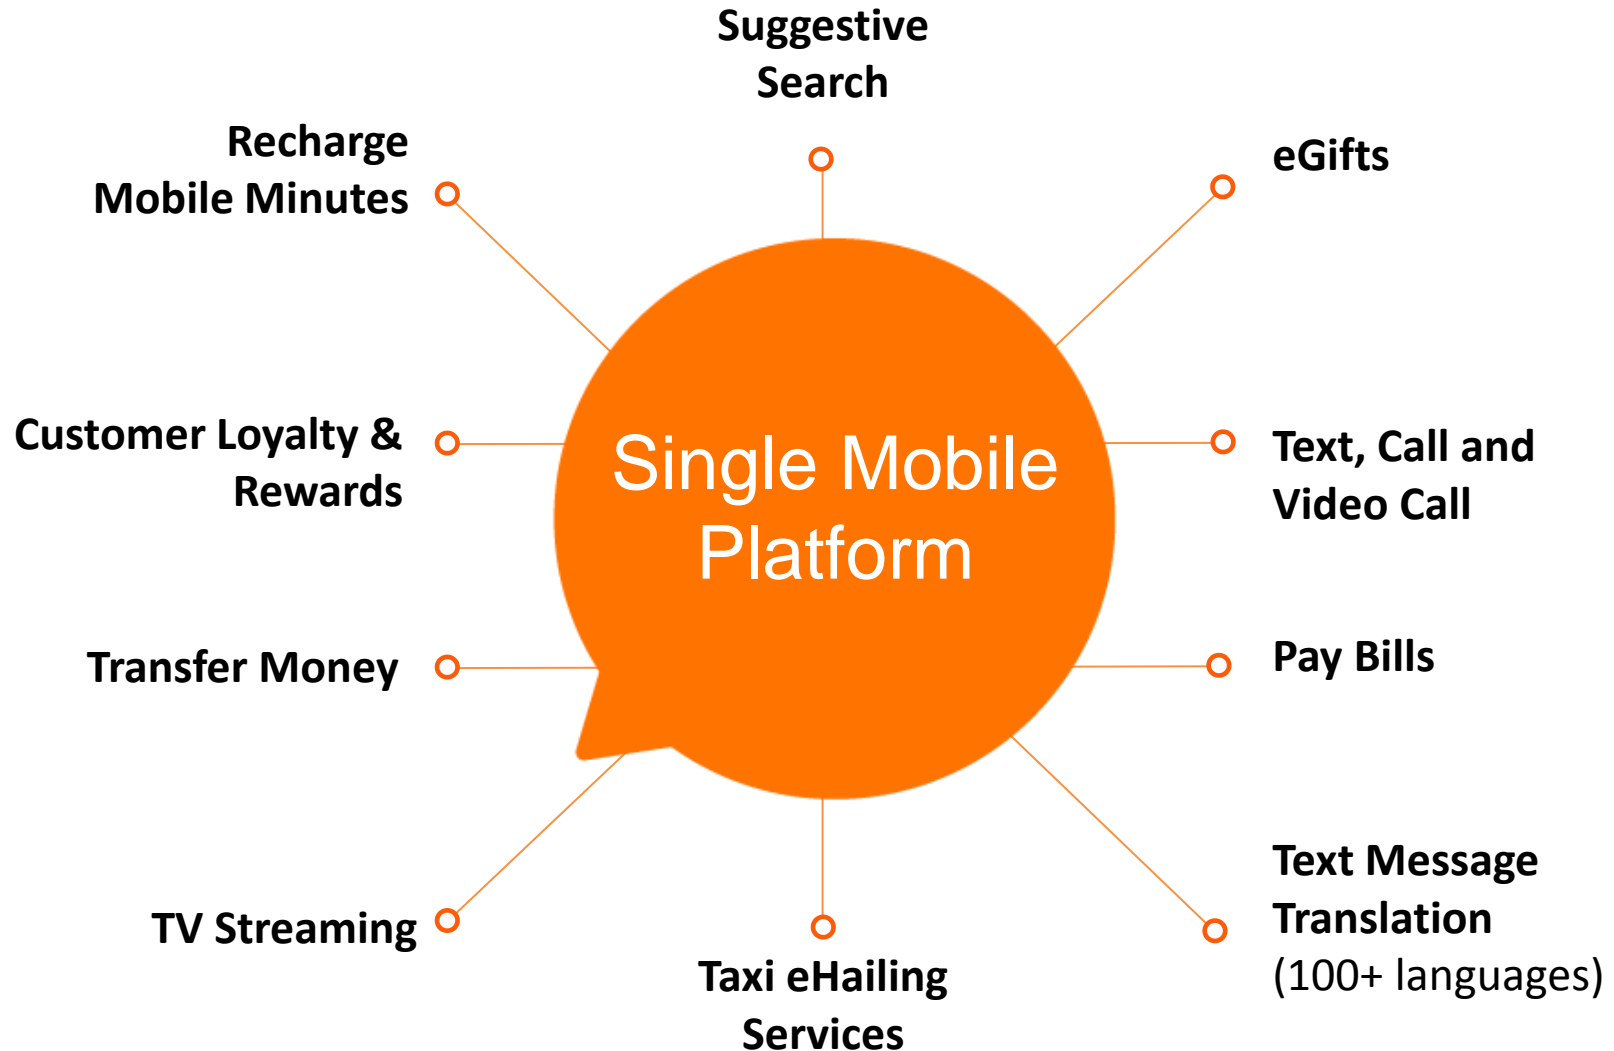 Suggestive
Search
Recharge
Mobile Minutes
eGifts
Customer Loyalty &
Rewards
Single Mobile
Platform
Text, Call and
Video Call
Transfer Money
Pay Bills
TV Streaming
Taxi eHailing
Services
Text Message
Translation
(100+ languages)